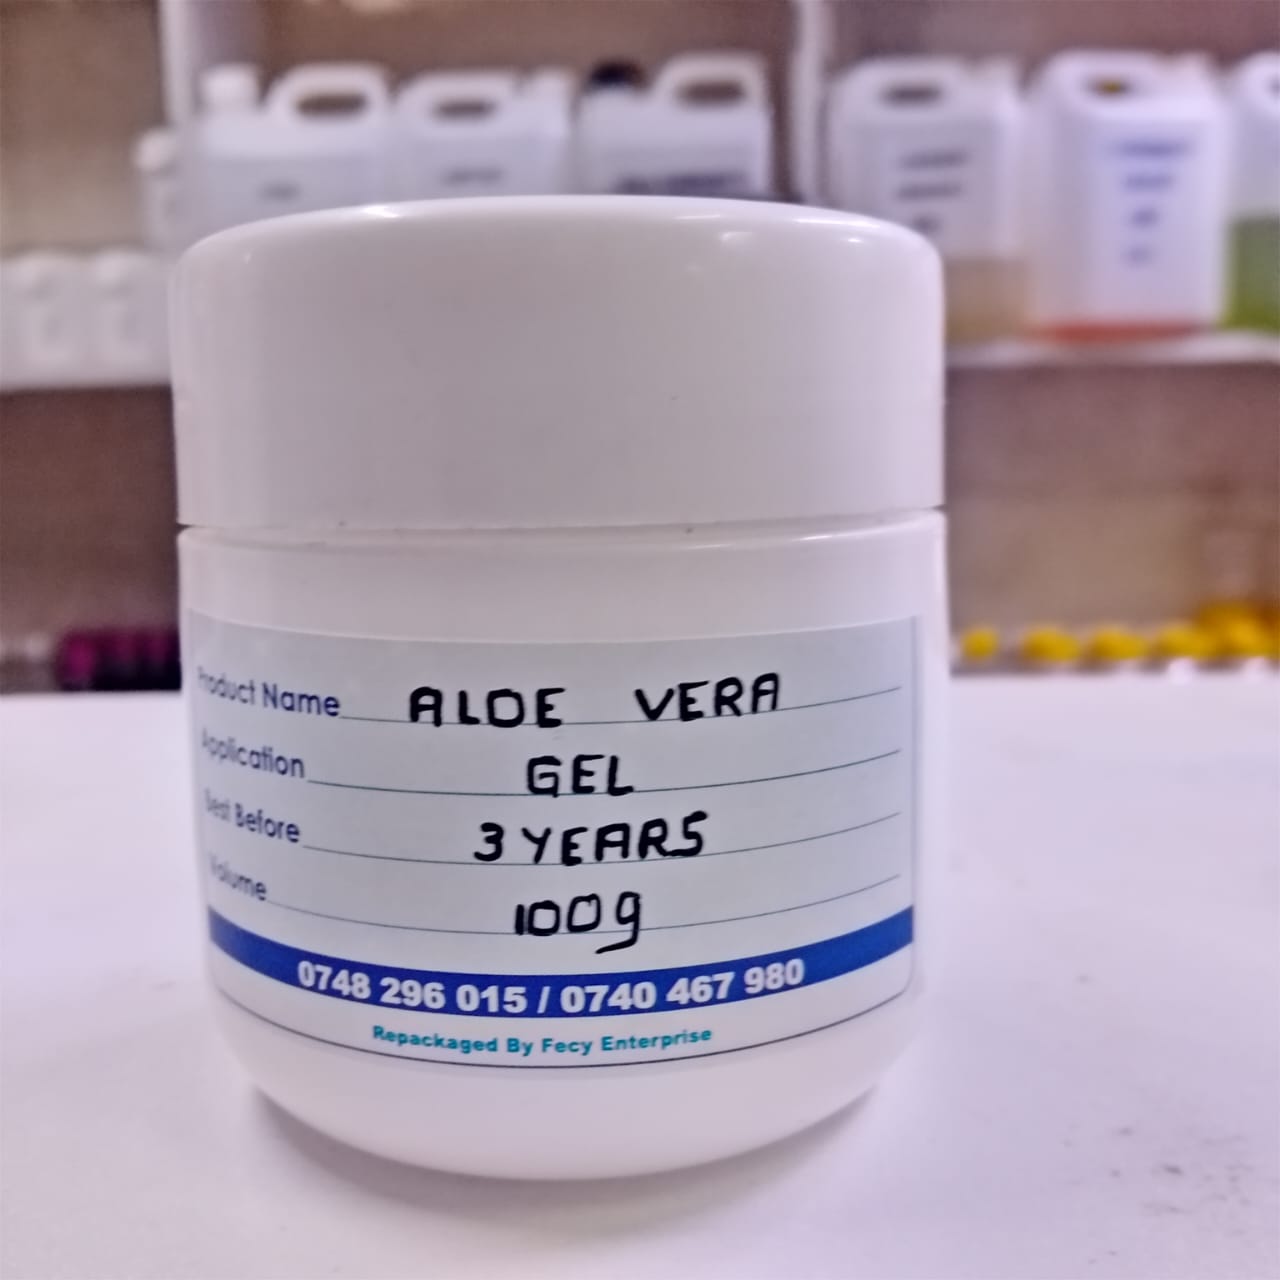 Product Name ALOE VERA
Application GEL
Best Before 3 YEARS
Volume 100g
0748 296 015 / 0740 467 980
Repackaged By Fecy Enterprise